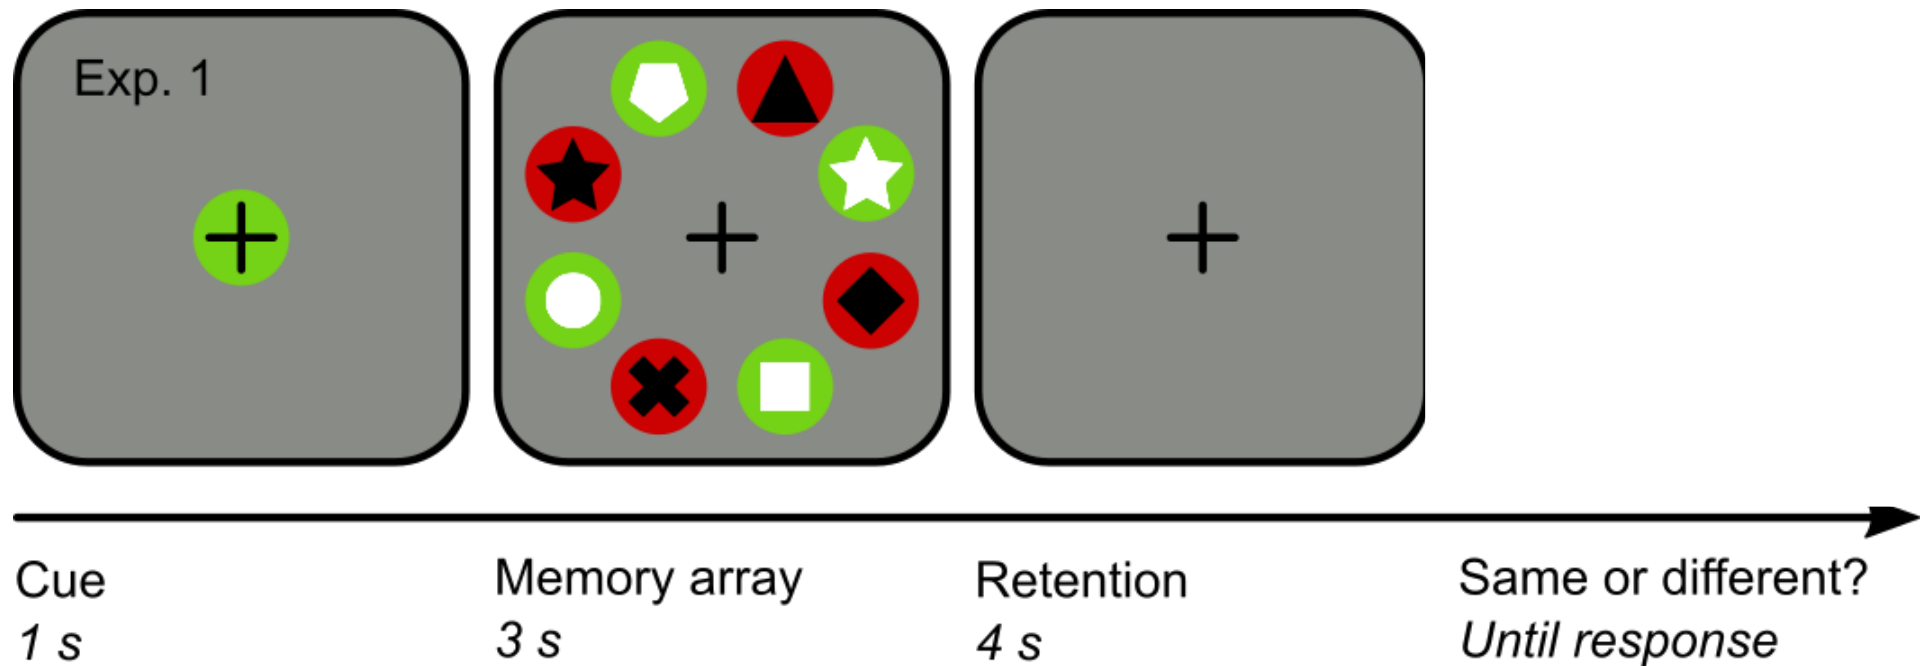 Exp. 1
Cue
1 s
Memory array
3 s
Retention
4 s
Same or different?
Until response